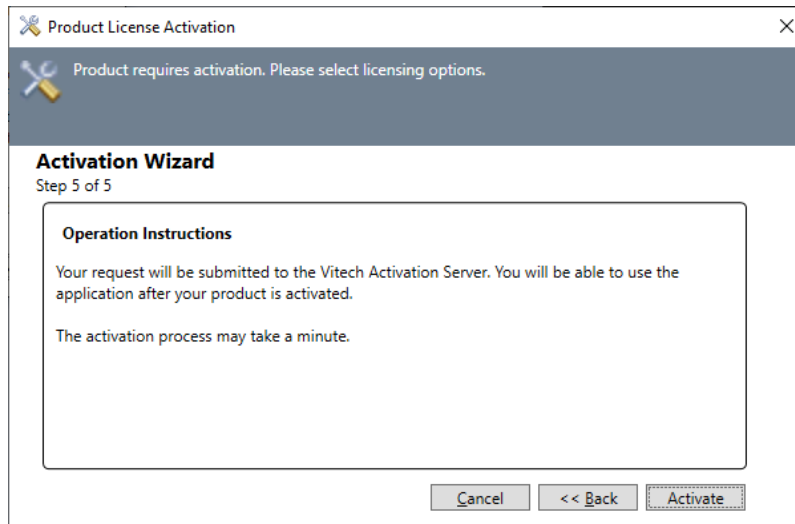 Product License Activation
Product requires activation. Please select licensing options.
Activation Wizard
Step 5 of 5
Operation Instructions
Your request will be submitted to the Vitech Activation Server. You will be able to use the
application after your product is activated.
The activation process may take a minute.
Cancel
<< Back
Activate